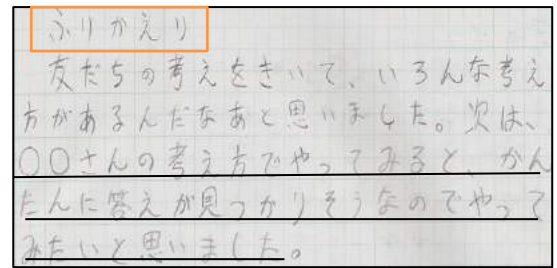 ふりかえり
友だちの考えをきいて、いろんな考え
方があるんだなあと思いました。次は、
〇〇さんの考え方でやってみると、かん
たんに答えが見つかりそうなのでやって
みたいと思いました。